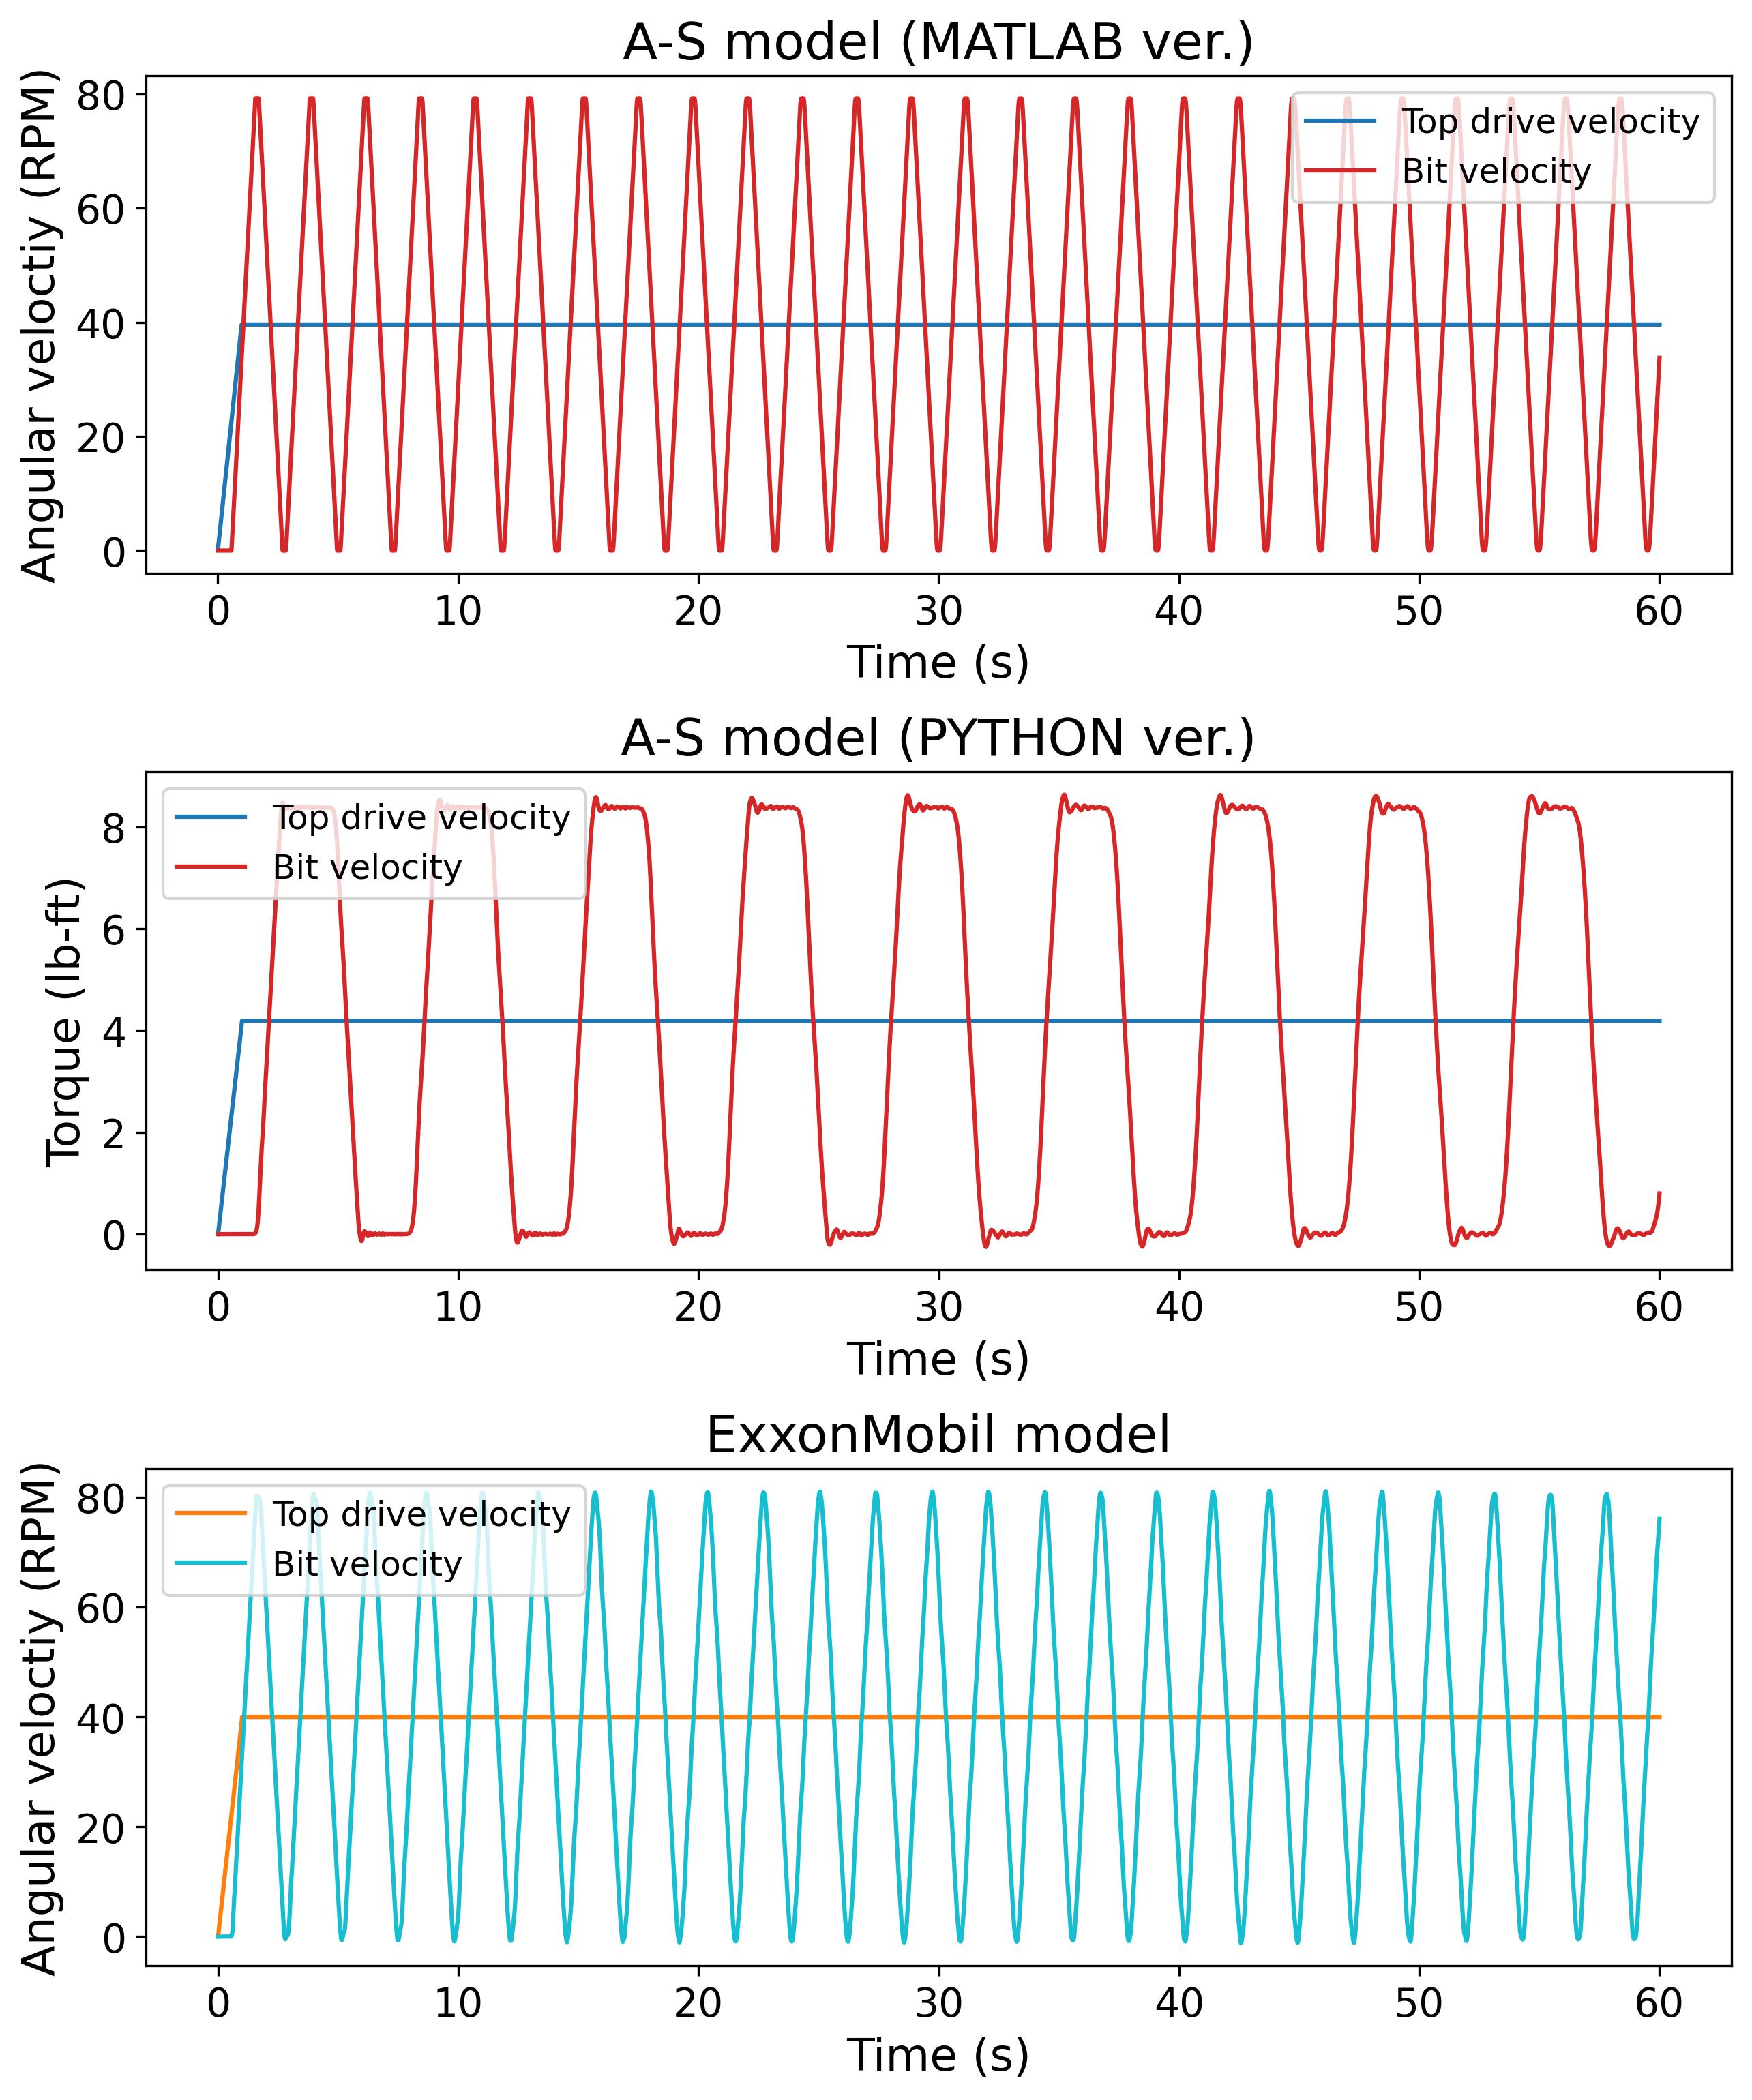 A-S model (MATLAB ver.)
Angular veloctiy (RPM)
80
60
40
20
0
Top drive velocity
Bit velocity
0 10 20 30 40 50 60
Time (s)
A-S model (PYTHON ver.)
Torque (lb-ft)
8
6
4
2
0
Top drive velocity
Bit velocity
0 10 20 30 40 50 60
Time (s)
ExxonMobil model
Angular veloctiy (RPM)
80
60
40
20
0
Top drive velocity
Bit velocity
0 10 20 30 40 50 60
Time (s)